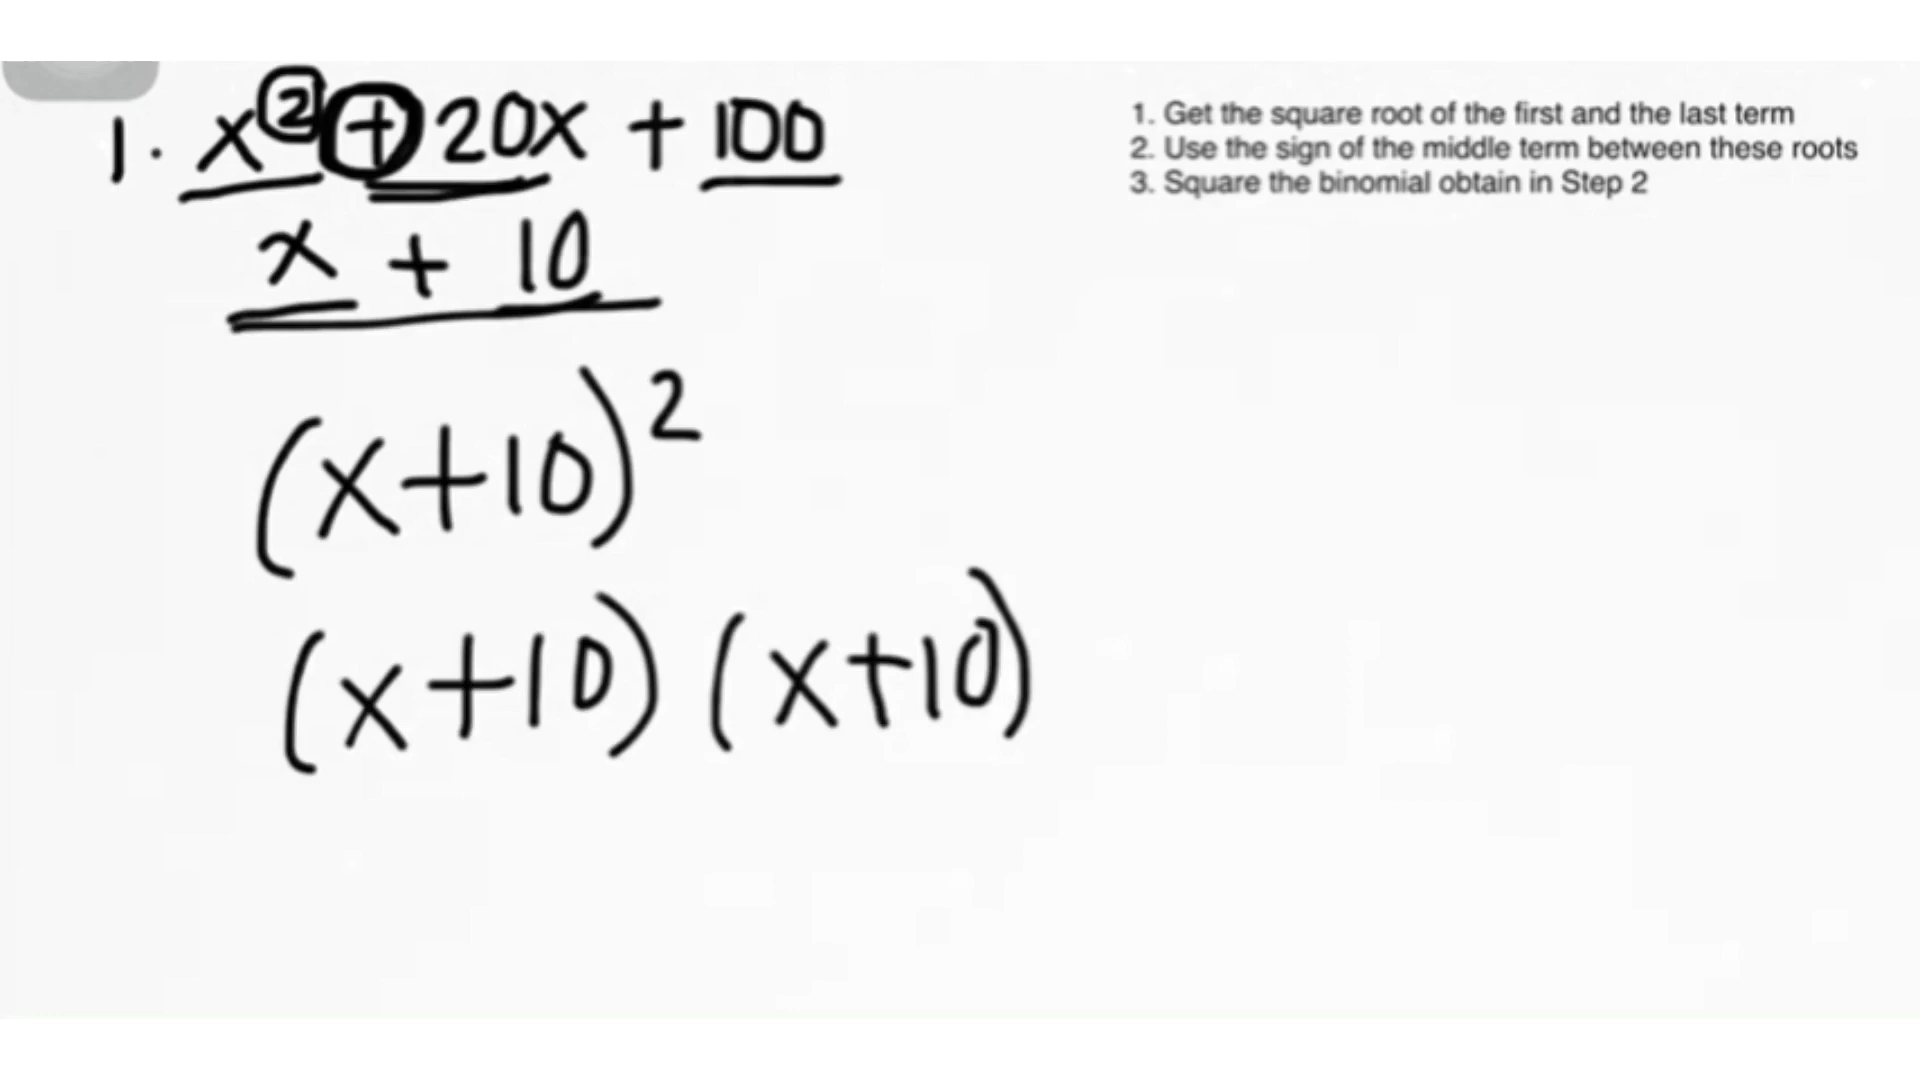 1. x² + 20x + 100
x + 10
(x+10)²
(x+10) (x+10)
1. Get the square root of the first and the last term
2. Use the sign of the middle term between these roots
3. Square the binomial obtain in Step 2